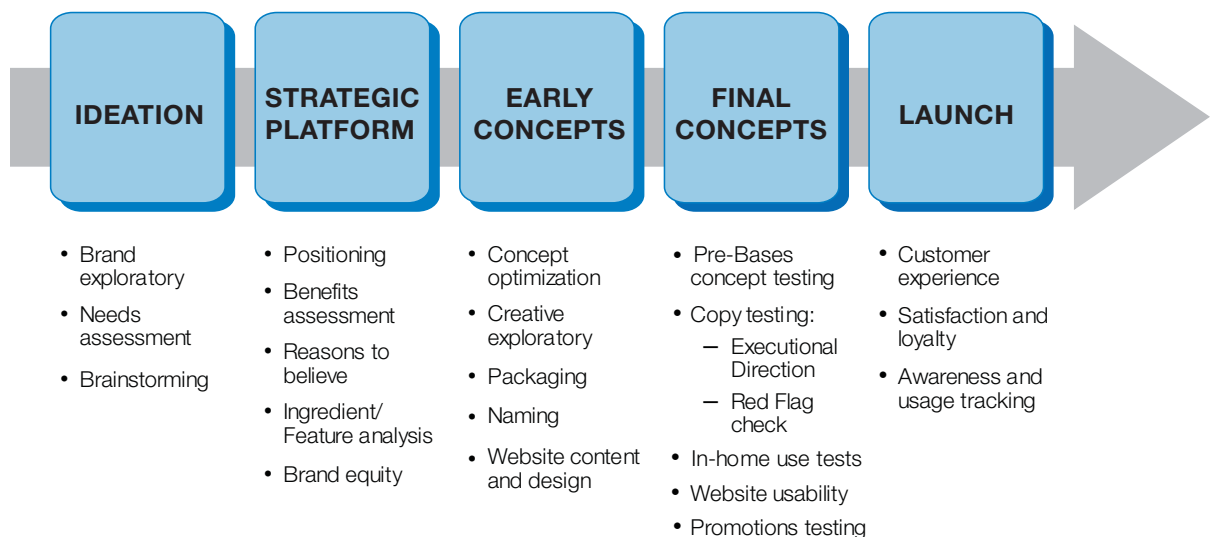 IDEATION
STRATEGIC
PLATFORM
EARLY
CONCEPTS
FINAL
CONCEPTS
LAUNCH
• Brand
exploratory
• Needs
assessment
• Brainstorming
• Positioning
• Benefits
assessment
• Reasons to
believe
• Ingredient/
Feature analysis
• Brand equity
• Concept
optimization
• Creative
exploratory
• Packaging
• Naming
• Website content
and design
• Pre-Bases
concept testing
• Copy testing:
– Executional
Direction
– Red Flag
check
• In-home use tests
• Website usability
• Promotions testing
• Customer
experience
• Satisfaction and
loyalty
• Awareness and
usage tracking